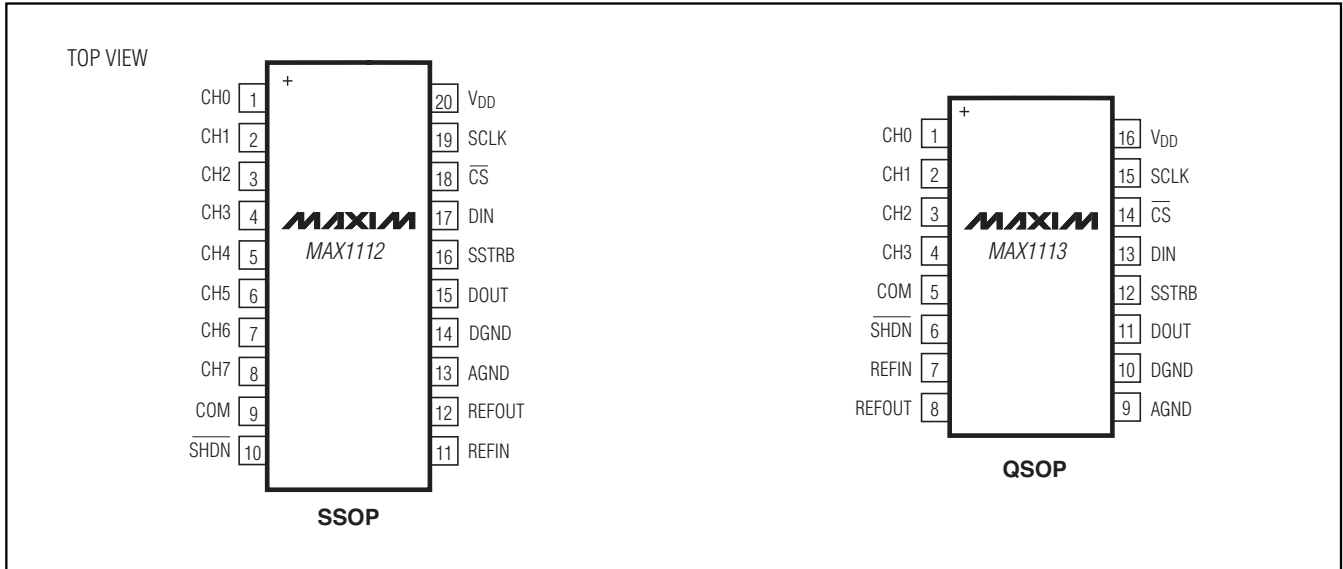 TOP VIEW
+
CH0 1
CH1 2
CH2 3
CH3 4
CH4 5
CH5 6
CH6 7
CH7 8
COM 9
S̅H̅D̅N̅ 10
20 VDD
19 SCLK
18 C̅S̅
17 DIN
16 SSTRB
15 DOUT
14 DGND
13 AGND
12 REFOUT
11 REFIN
MAXIM
MAX1112
SSOP
+
CH0 1
CH1 2
CH2 3
CH3 4
COM 5
S̅H̅D̅N̅ 6
REFIN 7
REFOUT 8
16 VDD
15 SCLK
14 C̅S̅
13 DIN
12 SSTRB
11 DOUT
10 DGND
9 AGND
MAXIM
MAX1113
QSOP